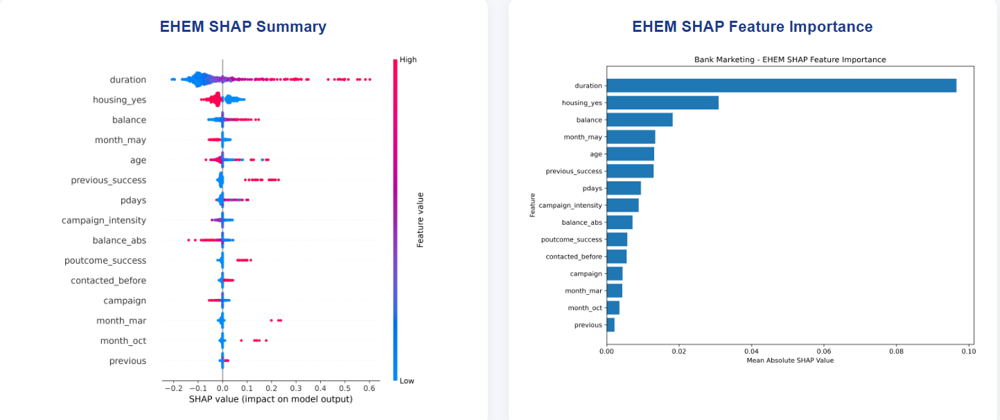 EHEM SHAP Summary
High
duration
housing_yes
balance
month_may
age
previous_success
pdays
campaign_intensity
balance_abs
poutcome_success
contacted_before
campaign
month_mar
month_oct
previous
Feature value
Low
−0.2 −0.1 0.0 0.1 0.2 0.3 0.4 0.5 0.6
SHAP value (impact on model output)
EHEM SHAP Feature Importance
Bank Marketing - EHEM SHAP Feature Importance
Feature
duration
housing_yes
balance
month_may
age
previous_success
pdays
campaign_intensity
balance_abs
poutcome_success
contacted_before
campaign
month_mar
month_oct
previous
0.00 0.02 0.04 0.06 0.08 0.10
Mean Absolute SHAP Value